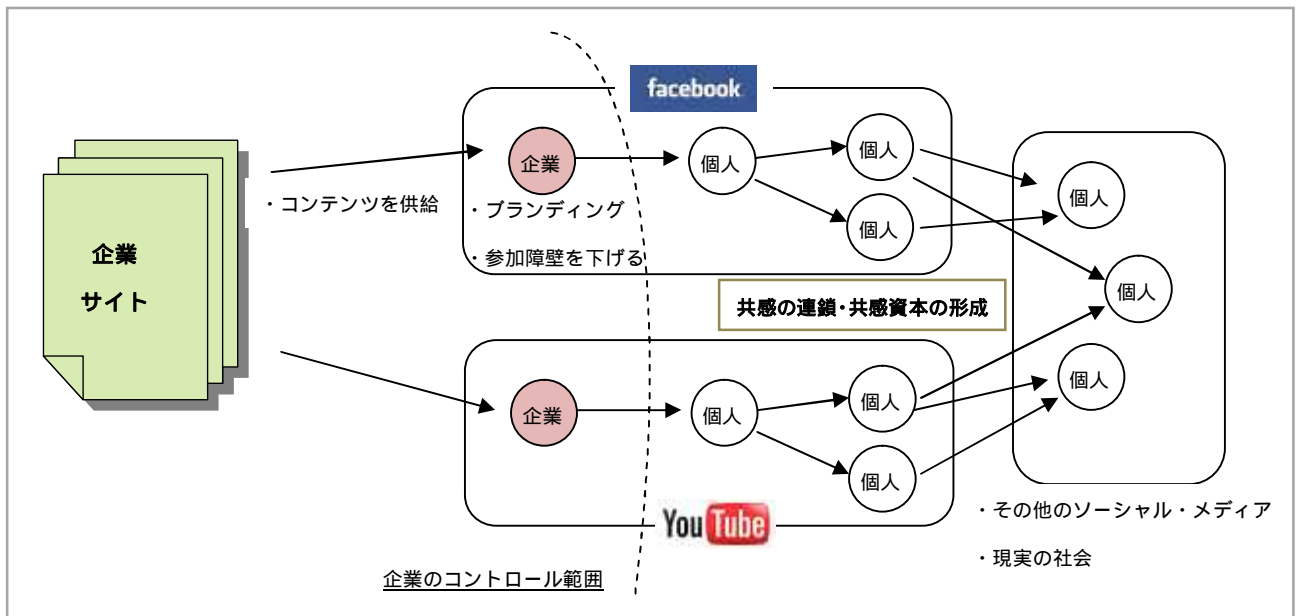 企業
サイト
・コンテンツを供給
facebook
企業
個人
個人
個人
・ブランディング
・参加障壁を下げる
共感の連鎖・共感資本の形成
個人
個人
個人
企業
個人
個人
個人
YouTube
・その他のソーシャル・メディア
・現実の社会
企業のコントロール範囲